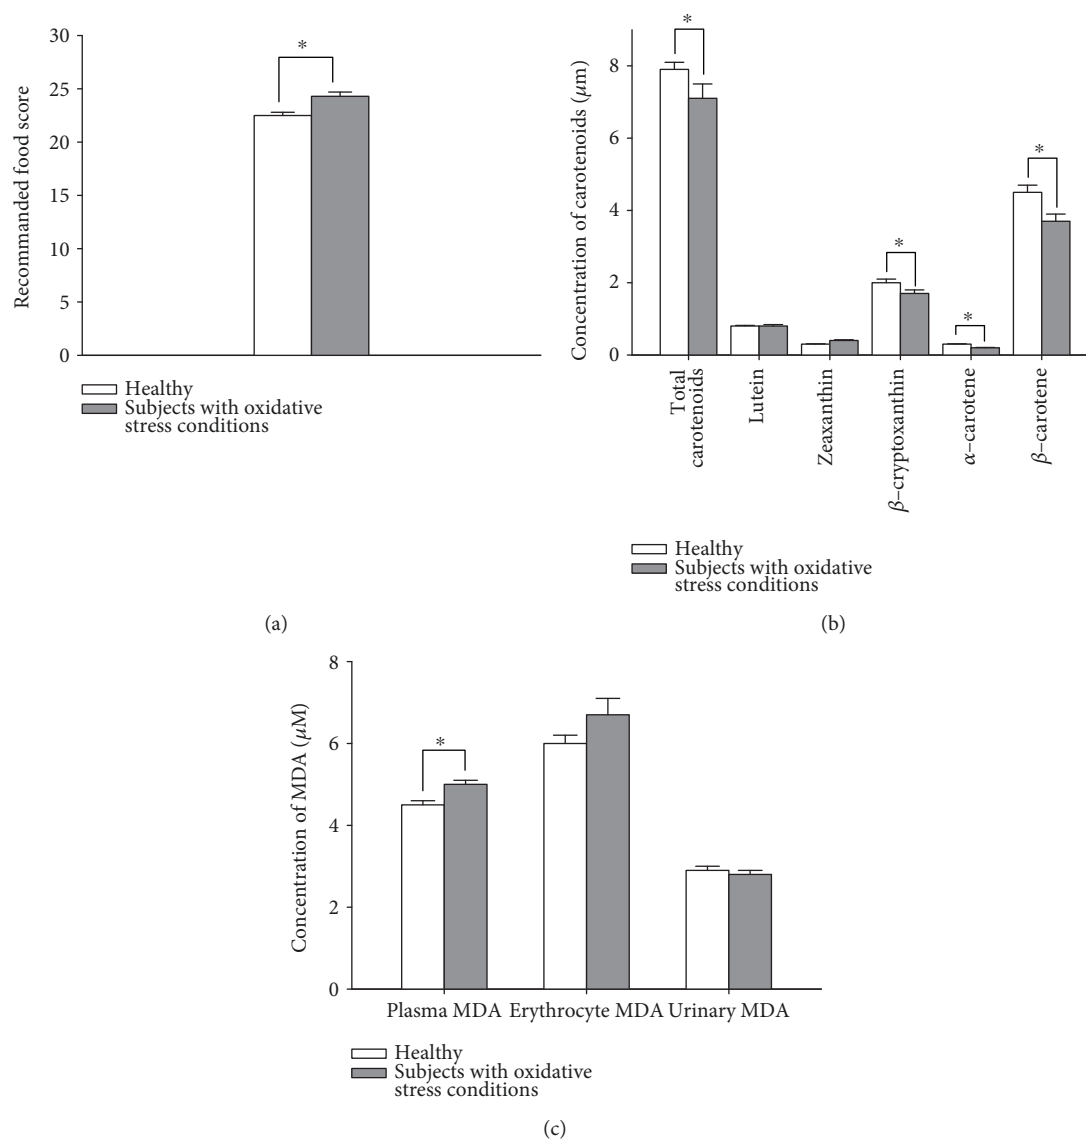 Recommanded food score
30
25
20
15
10
5
0
*
Healthy
Subjects with oxidative
stress conditions
(a)
Concentration of carotenoids (μm)
8
6
4
2
0
*
*
*
*
Total
carotenoids
Lutein
Zeaxanthin
β–cryptoxanthin
α–carotene
β–carotene
Healthy
Subjects with oxidative
stress conditions
(b)
Concentration of MDA (μM)
8
6
4
2
0
*
Plasma MDA Erythrocyte MDA Urinary MDA
Healthy
Subjects with oxidative
stress conditions
(c)